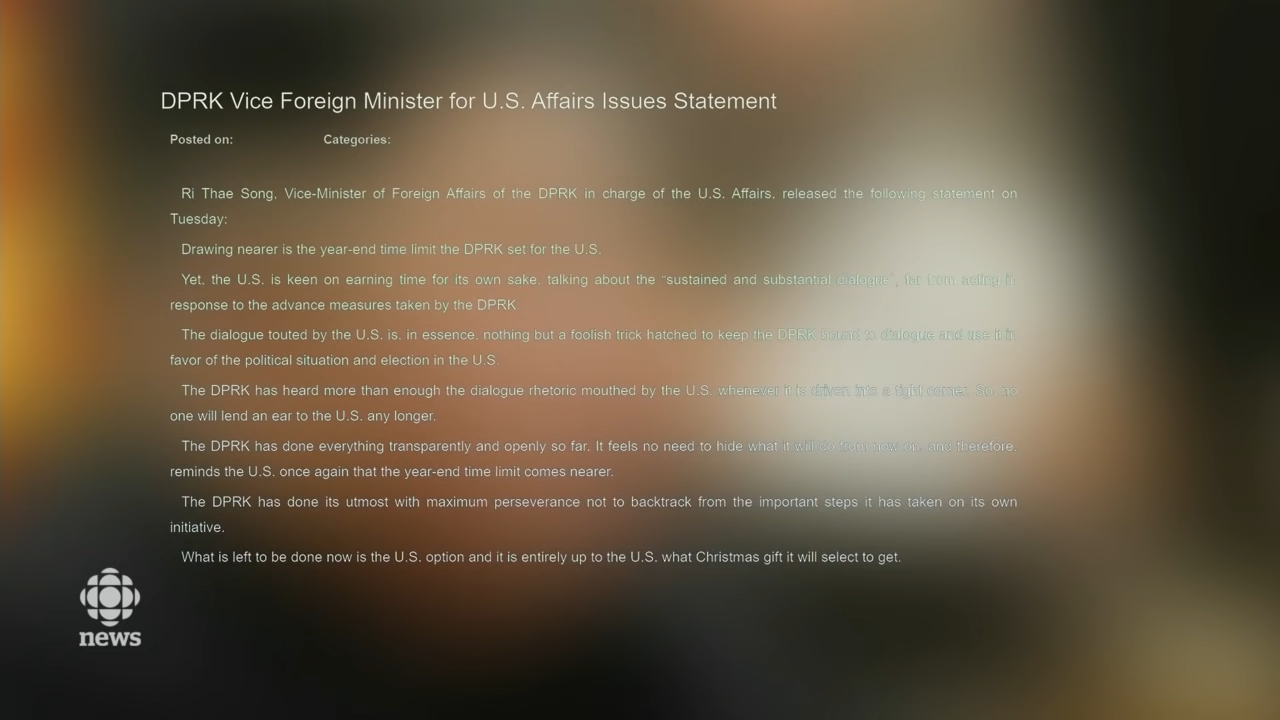 DPRK Vice Foreign Minister for U.S. Affairs Issues Statement
Posted on: Categories:
Ri Thae Song, Vice-Minister of Foreign Affairs of the DPRK in charge of the U.S. Affairs, released the following statement on
Tuesday:
Drawing nearer is the year-end time limit the DPRK set for the U.S.
Yet, the U.S. is keen on earning time for its own sake, talking about the "sustained and substantial dialogue", far from acting in
response to the advance measures taken by the DPRK.
The dialogue touted by the U.S. is, in essence, nothing but a foolish trick hatched to keep the DPRK bound to dialogue and use it in
favor of the political situation and election in the U.S.
The DPRK has heard more than enough the dialogue rhetoric mouthed by the U.S. whenever it is driven into a tight corner. So, no
one will lend an ear to the U.S. any longer.
The DPRK has done everything transparently and openly so far. It feels no need to hide what it will do from now on, and therefore,
reminds the U.S. once again that the year-end time limit comes nearer.
The DPRK has done its utmost with maximum perseverance not to backtrack from the important steps it has taken on its own
initiative.
What is left to be done now is the U.S. option and it is entirely up to the U.S. what Christmas gift it will select to get.
news